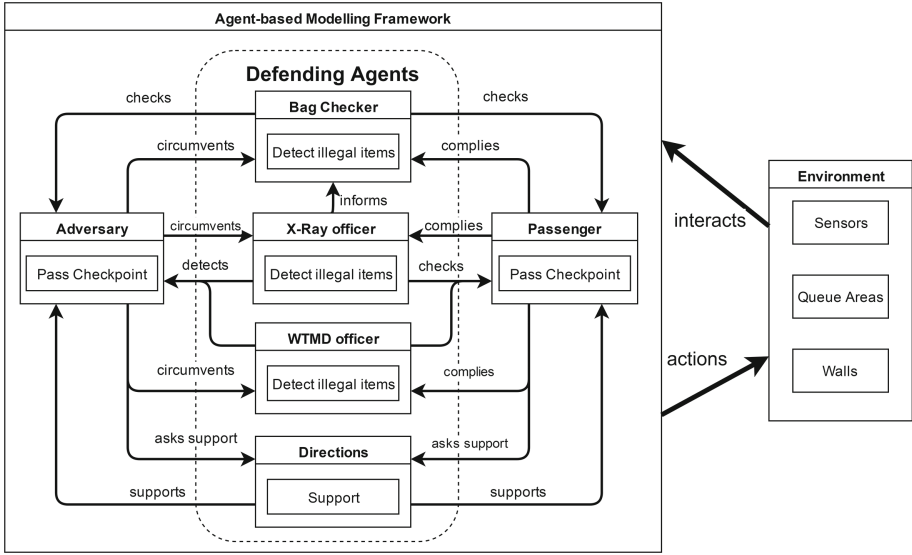 Agent-based Modelling Framework
Defending Agents
checks
Bag Checker
checks
circumvents
Detect illegal items
complies
informs
Adversary
circumvents
X-Ray officer
complies
Passenger
Pass Checkpoint
detects
Detect illegal items
checks
Pass Checkpoint
WTMD officer
circumvents
Detect illegal items
complies
asks support
Directions
asks support
supports
Support
supports
interacts
actions
Environment
Sensors
Queue Areas
Walls